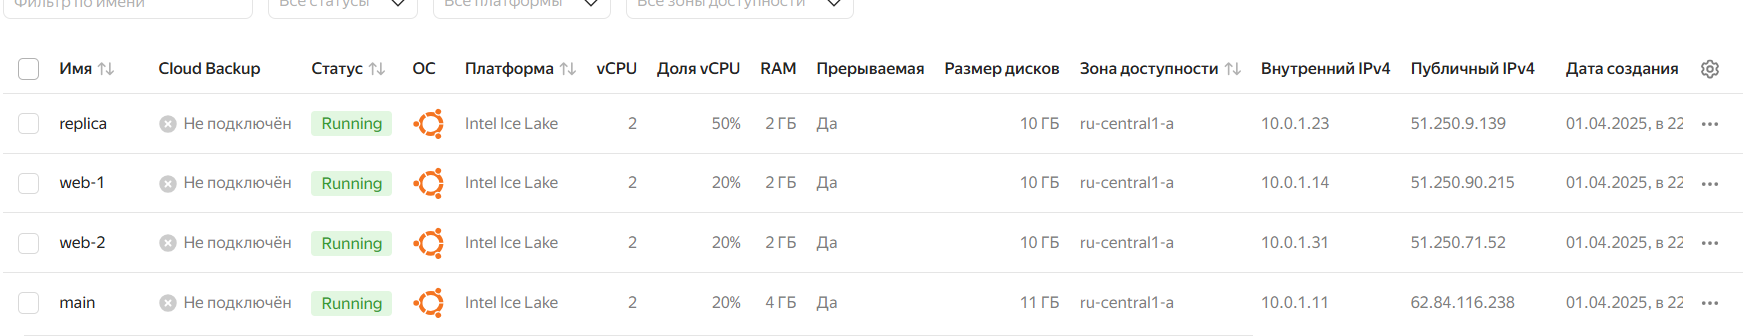 Фильтр по имени Все статусы Все платформы Все зоны доступности
Имя Cloud Backup Статус ОС Платформа vCPU Доля vCPU RAM Прерываемая Размер дисков Зона доступности Внутренний IPv4 Публичный IPv4 Дата создания
replica Не подключён Running Intel Ice Lake 2 50% 2 ГБ Да 10 ГБ ru-central1-a 10.0.1.23 51.250.9.139 01.04.2025, в 22
web-1 Не подключён Running Intel Ice Lake 2 20% 2 ГБ Да 10 ГБ ru-central1-a 10.0.1.14 51.250.90.215 01.04.2025, в 22
web-2 Не подключён Running Intel Ice Lake 2 20% 2 ГБ Да 10 ГБ ru-central1-a 10.0.1.31 51.250.71.52 01.04.2025, в 22
main Не подключён Running Intel Ice Lake 2 20% 4 ГБ Да 11 ГБ ru-central1-a 10.0.1.11 62.84.116.238 01.04.2025, в 22